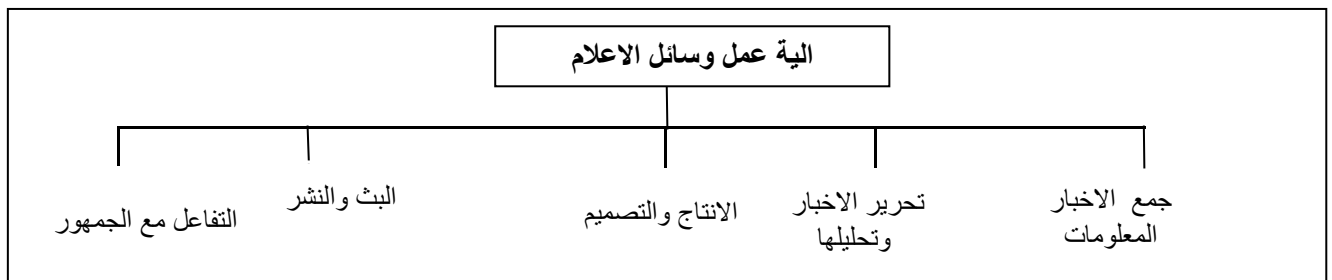 الية عمل وسائل الاعلام
جمع الاخبار
المعلومات
تحرير الاخبار
وتحليلها
الانتاج والتصميم
البث والنشر
التفاعل مع الجمهور